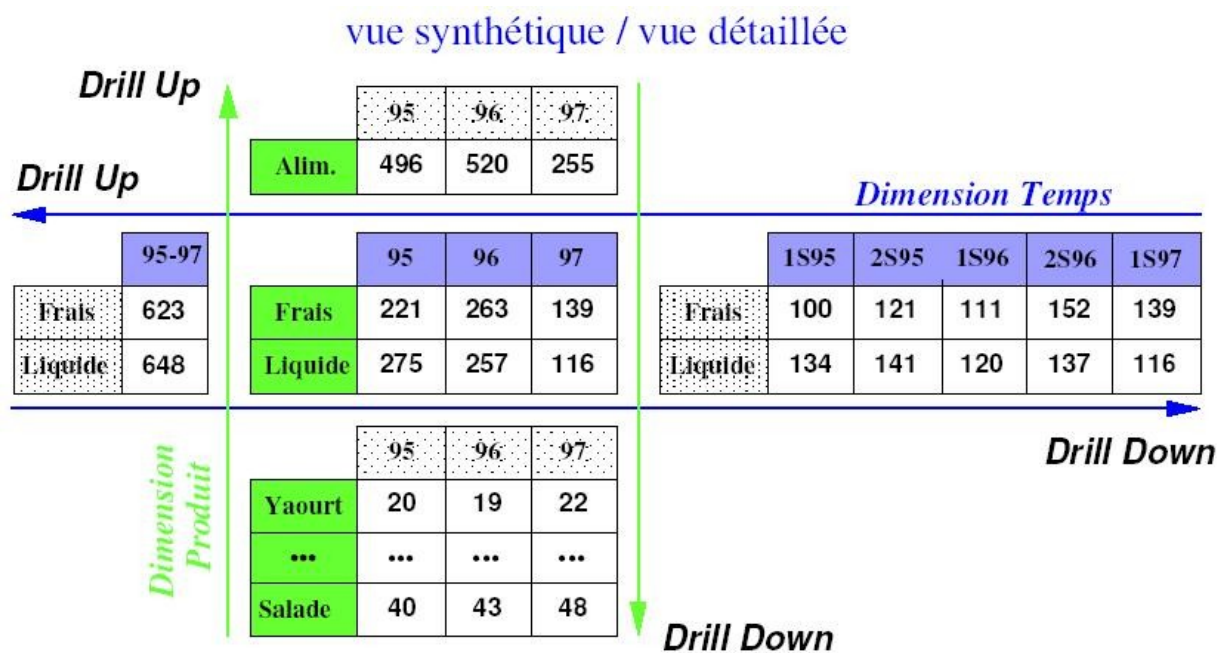 vue synthétique / vue détaillée
Drill Up
95 96 97
Alim. 496 520 255
Drill Up
Dimension Temps
95-97
Frais 623
Liquide 648
95 96 97
Frais 221 263 139
Liquide 275 257 116
1S95 2S95 1S96 2S96 1S97
Frais 100 121 111 152 139
Liquide 134 141 120 137 116
Drill Down
Dimension
Produit
95 96 97
Yaourt 20 19 22
... ... ... ...
Salade 40 43 48
Drill Down